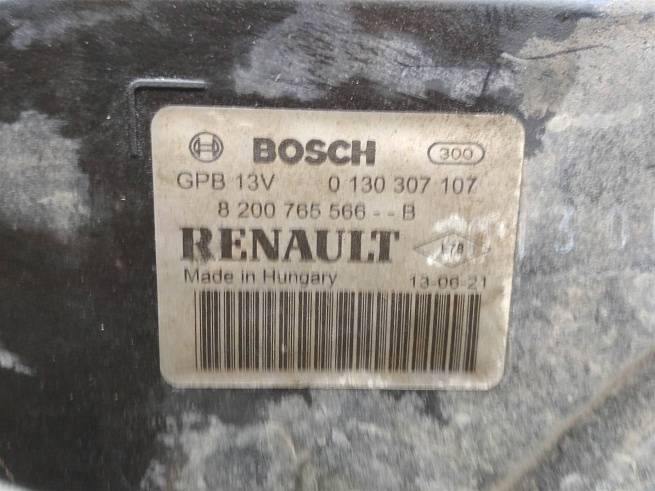 BOSCH 300
GPB 13V 0 130 307 107
8 200 765 566 - - B
RENAULT
Made in Hungary 13-06-21